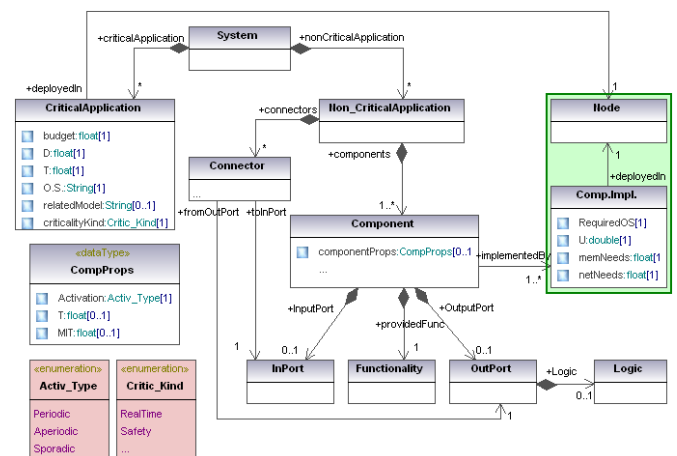 System
+criticalApplication
+nonCriticalApplication
+deployedIn
*
*
1
CriticalApplication
budget:float[1]
D:float[1]
T:float[1]
O.S.:String[1]
relatedModel:String[0..1]
criticalityKind:Critic_Kind[1]
Non_CriticalApplication
+connectors
*
+components
1..*
Connector
...
+fromOutPort
+toInPort
Node
1
+deployedIn
Comp.Impl.
RequiredOS[1]
U:double[1]
memNeeds:float[1]
netNeeds:float[1]
Component
componentProps:CompProps[0..1
...
+implementedBy
1..*
«dataType»
CompProps
Activation:Activ_Type[1]
T:float[0..1]
MIT:float[0..1]
+InputPort
+providedFunc
+OutputPort
1
0..1
1
0..1
InPort
Functionality
OutPort
+Logic
0..1
Logic
1
«enumeration»
Activ_Type
Periodic
Aperiodic
Sporadic
«enumeration»
Critic_Kind
RealTime
Safety
...